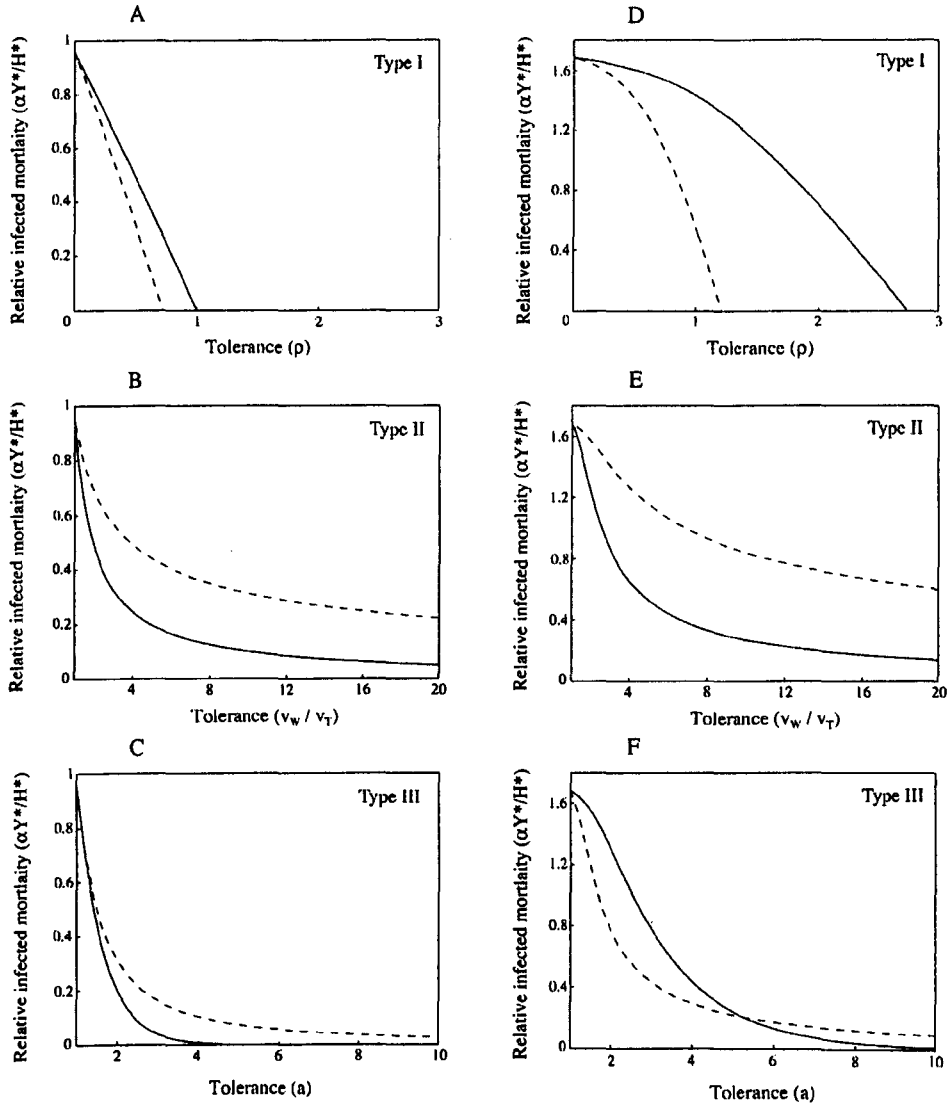 A
Relative infected mortlaity (αY*/H*)
1
0.8
0.6
0.4
0.2
0
1
2
3
Type I
Tolerance (ρ)
D
Relative infected mortlaity (αY*/H*)
1.6
1.2
0.8
0.4
0
0
1
2
3
Type I
Tolerance (ρ)
B
Relative infected mortlaity (αY*/H*)
1
0.8
0.6
0.4
0.2
0
4
8
12
16
20
Type II
Tolerance (vW / vT)
E
Relative infected mortlaity (αY*/H*)
1.6
1.2
0.8
0.4
0
4
8
12
16
20
Type II
Tolerance (vW / vT)
C
Relative infected mortlaity (αY*/H*)
1
0.8
0.6
0.4
0.2
0
2
4
6
8
10
Type III
Tolerance (a)
F
Relative infected mortlaity (αY*/H*)
1.6
1.2
0.8
0.4
0
2
4
6
8
10
Type III
Tolerance (a)